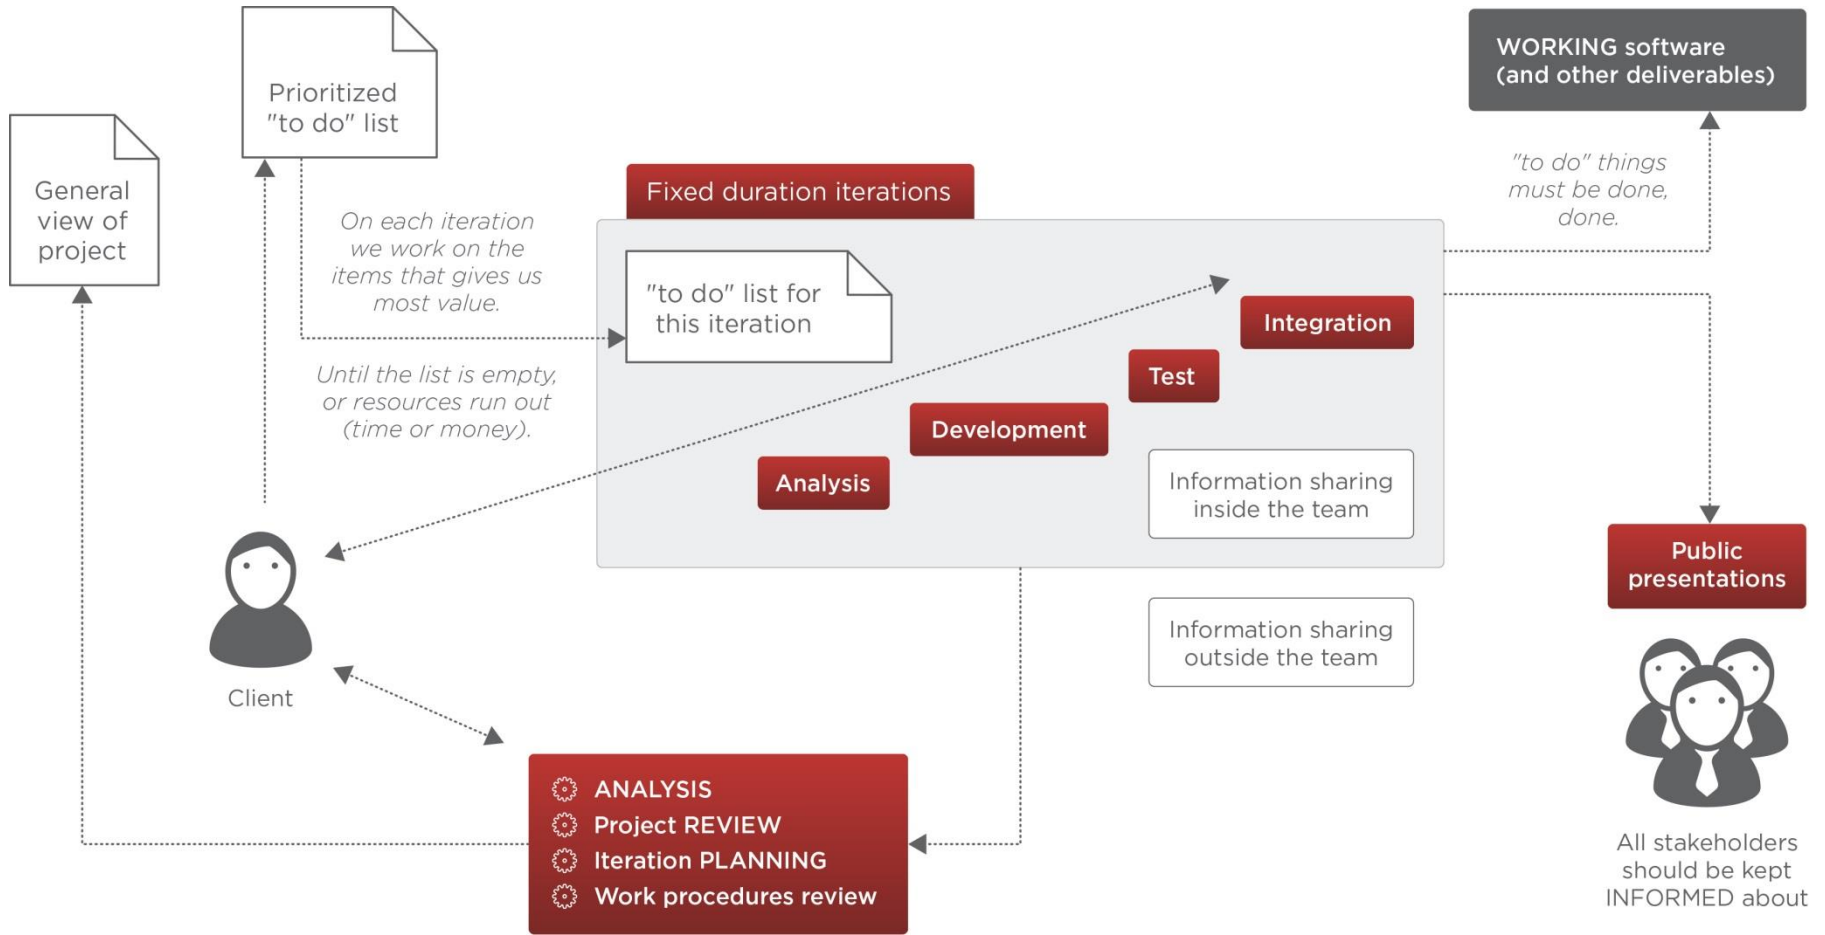 Prioritized
"to do" list
General
view of
project
On each iteration
we work on the
items that gives us
most value.
Until the list is empty,
or resources run out
(time or money).
Client
Fixed duration iterations
"to do" list for
this iteration
Integration
Test
Development
Analysis
Information sharing
inside the team
Information sharing
outside the team
ANALYSIS
Project REVIEW
Iteration PLANNING
Work procedures review
WORKING software
(and other deliverables)
"to do" things
must be done,
done.
Public
presentations
All stakeholders
should be kept
INFORMED about